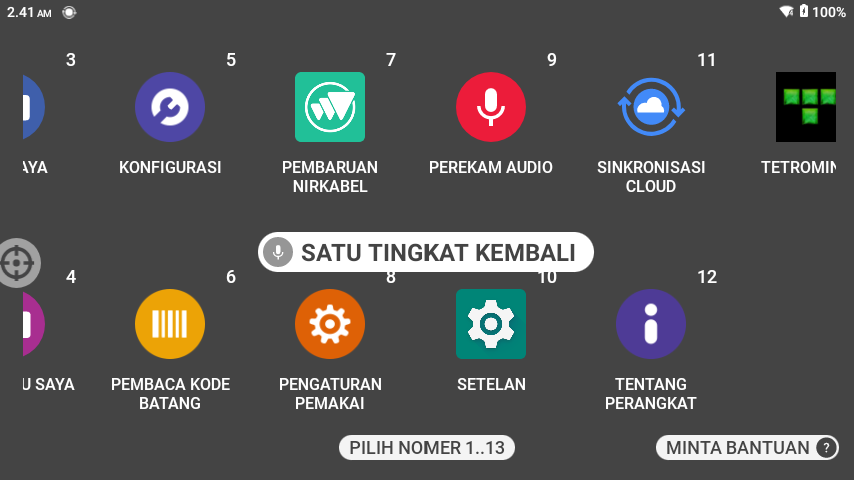 2.41 AM
100%
3
5
7
9
11
AYA
KONFIGURASI
PEMBARUAN
NIRKABEL
PEREKAM AUDIO
SINKRONISASI
CLOUD
TETROMIN
SATU TINGKAT KEMBALI
4
6
8
10
12
U SAYA
PEMBACA KODE
BATANG
PENGATURAN
PEMAKAI
SETELAN
TENTANG
PERANGKAT
PILIH NOMER 1..13
MINTA BANTUAN ?